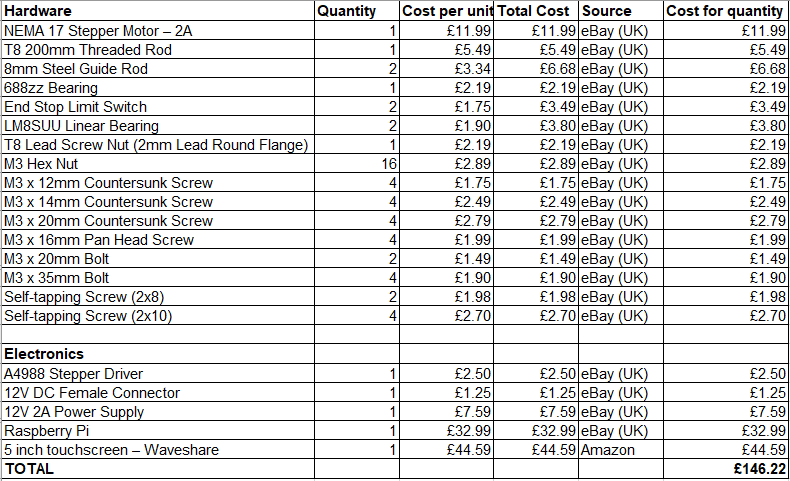 Hardware Quantity Cost per unit Total Cost Source Cost for quantity
NEMA 17 Stepper Motor – 2A 1 £11.99 £11.99 eBay (UK) £11.99
T8 200mm Threaded Rod 1 £5.49 £5.49 eBay (UK) £5.49
8mm Steel Guide Rod 2 £3.34 £6.68 eBay (UK) £6.68
688zz Bearing 1 £2.19 £2.19 eBay (UK) £2.19
End Stop Limit Switch 2 £1.75 £3.49 eBay (UK) £3.49
LM8SUU Linear Bearing 2 £1.90 £3.80 eBay (UK) £3.80
T8 Lead Screw Nut (2mm Lead Round Flange) 1 £2.19 £2.19 eBay (UK) £2.19
M3 Hex Nut 16 £2.89 £2.89 eBay (UK) £2.89
M3 x 12mm Countersunk Screw 4 £1.75 £1.75 eBay (UK) £1.75
M3 x 14mm Countersunk Screw 4 £2.49 £2.49 eBay (UK) £2.49
M3 x 20mm Countersunk Screw 4 £2.79 £2.79 eBay (UK) £2.79
M3 x 16mm Pan Head Screw 4 £1.99 £1.99 eBay (UK) £1.99
M3 x 20mm Bolt 2 £1.49 £1.49 eBay (UK) £1.49
M3 x 35mm Bolt 4 £1.90 £1.90 eBay (UK) £1.90
Self-tapping Screw (2x8) 2 £1.98 £1.98 eBay (UK) £1.98
Self-tapping Screw (2x10) 4 £2.70 £2.70 eBay (UK) £2.70
Electronics
A4988 Stepper Driver 1 £2.50 £2.50 eBay (UK) £2.50
12V DC Female Connector 1 £1.25 £1.25 eBay (UK) £1.25
12V 2A Power Supply 1 £7.59 £7.59 eBay (UK) £7.59
Raspberry Pi 1 £32.99 £32.99 eBay (UK) £32.99
5 inch touchscreen – Waveshare 1 £44.59 £44.59 Amazon £44.59
TOTAL £146.22